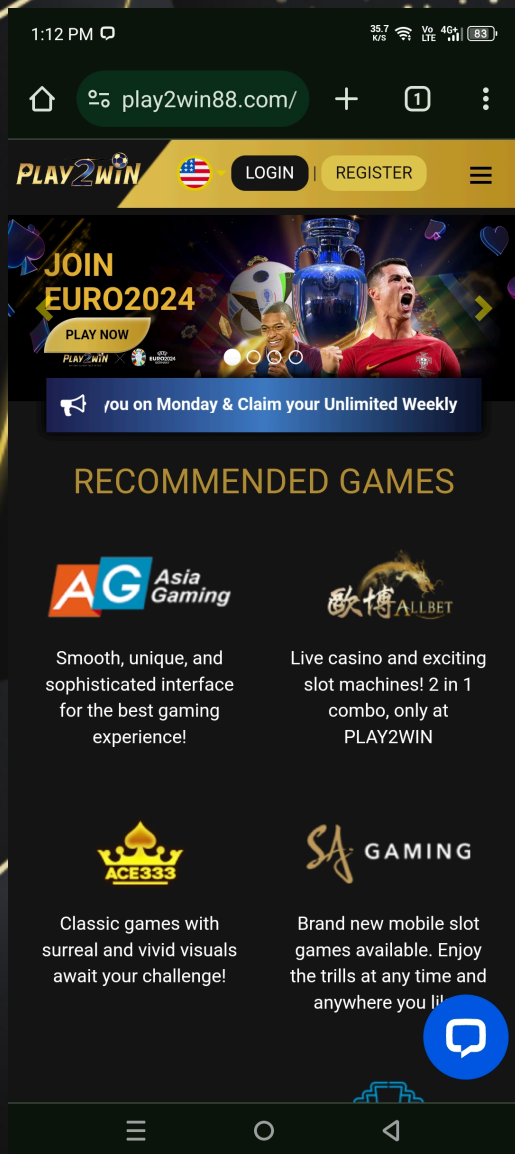 1:12 PM
35.7 K/S
Vo LTE
4G+
83
play2win88.com/
1
PLAY2WIN
LOGIN | REGISTER
JOIN
EURO2024
PLAY NOW
PLAY2WIN X EURO2024
you on Monday & Claim your Unlimited Weekly
RECOMMENDED GAMES
AG Asia Gaming
Smooth, unique, and
sophisticated interface
for the best gaming
experience!
歐博 ALLBET
Live casino and exciting
slot machines! 2 in 1
combo, only at
PLAY2WIN
ACE333
Classic games with
surreal and vivid visuals
await your challenge!
SA GAMING
Brand new mobile slot
games available. Enjoy
the trills at any time and
anywhere you